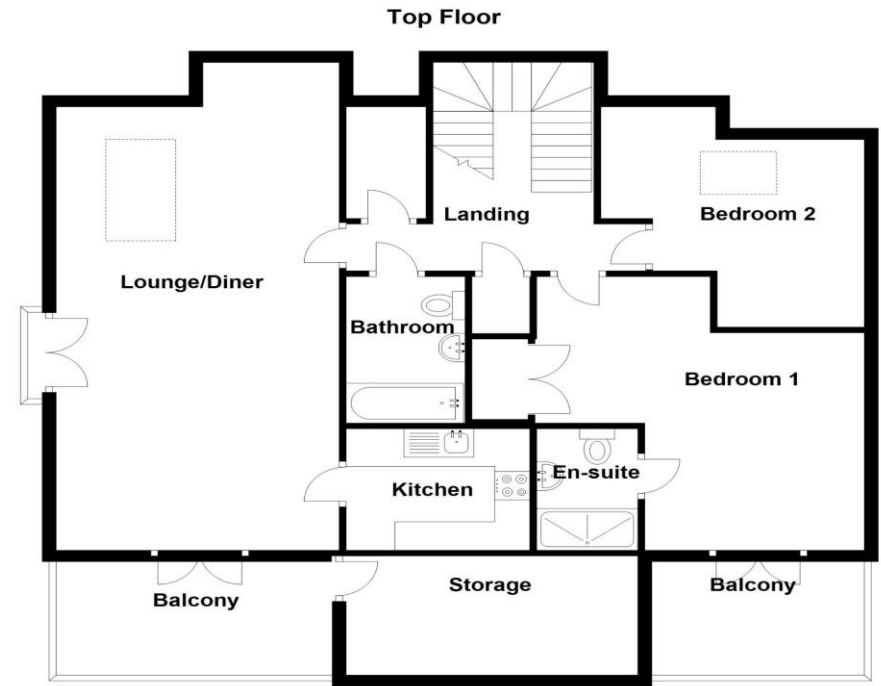 Top Floor
Landing
Bedroom 2
Lounge/Diner
Bathroom
Bedroom 1
En-suite
Kitchen
Storage
Balcony
Balcony